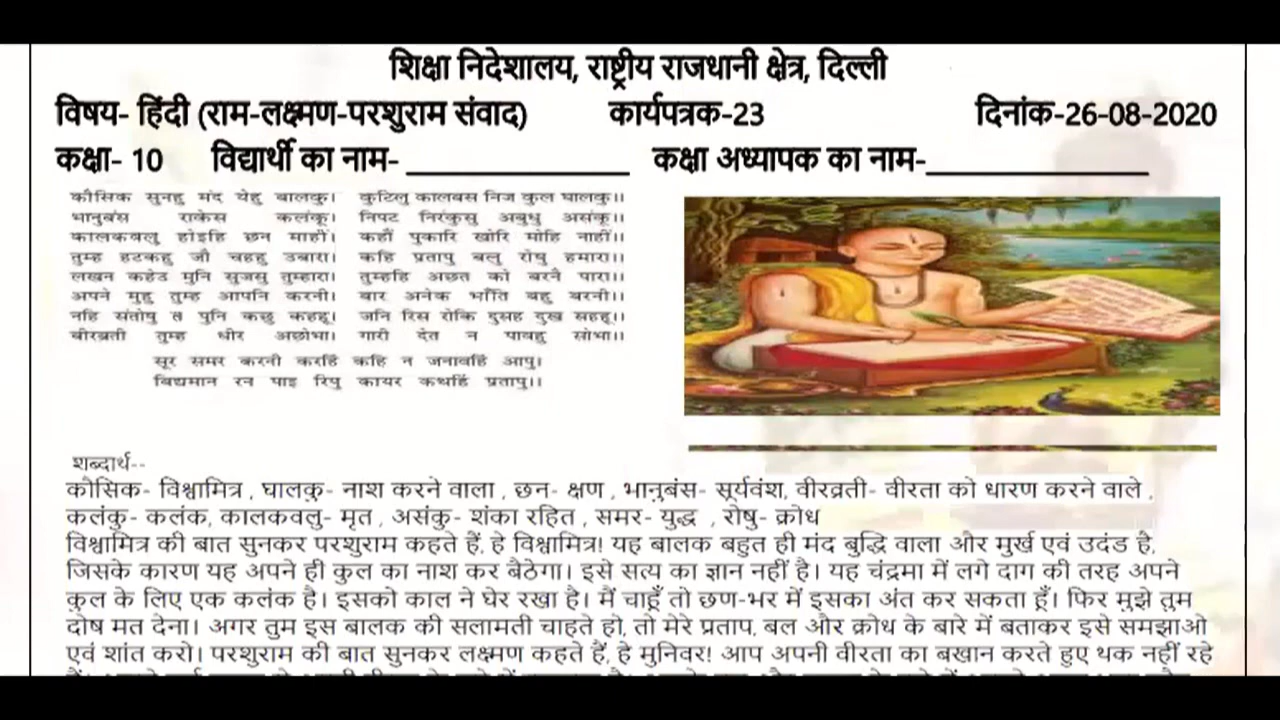 शिक्षा निदेशालय, राष्ट्रीय राजधानी क्षेत्र, दिल्ली
विषय- हिंदी (राम-लक्ष्मण-परशुराम संवाद) कार्यपत्रक-23 दिनांक-26-08-2020
कक्षा- 10 विद्यार्थी का नाम-_______________ कक्षा अध्यापक का नाम-_______________
कौसिक सुनहु मंद येहु बालकु। कुटिलु कालबस निज कुल घालकु॥
भानुबंस राकेस कलंकू। निपट निरंकुसु अबुधु असंकू॥
कालकवलु होइहि छन माहीं। कहौं पुकारि खोरि मोहि नाहीं॥
तुम्ह हटकहु जौ चहहु उबारा। कहि प्रतापु बलु रोषु हमारा॥
लखन कहेउ मुनि सुजसु तुम्हारा। तुम्हहि अछत को बरनै पारा॥
अपने मुहु तुम्ह आपनि करनी। बार अनेक भाँति बहु बरनी॥
नहि संतोषु त पुनि कछु कहहू। जनि रिस रोकि दुसह दुख सहहू॥
बीरब्रती तुम्ह धीर अछोभा। गारी देत न पावहु सोभा॥
सूर समर करनी करहिं कहि न जनावहिं आपु।
बिद्यमान रन पाइ रिपु कायर कथहिं प्रतापु॥
शब्दार्थ--
कौसिक- विश्वामित्र , घालकु- नाश करने वाला , छन- क्षण , भानुबंस- सूर्यवंश, वीरव्रती- वीरता को धारण करने वाले ,
कलंकु- कलंक, कालकवलु- मृत , असंकु- शंका रहित , समर- युद्ध , रोषु- क्रोध
विश्वामित्र की बात सुनकर परशुराम कहते हैं, हे विश्वामित्र! यह बालक बहुत ही मंद बुद्धि वाला और मुर्ख एवं उदंड है,
जिसके कारण यह अपने ही कुल का नाश कर बैठेगा। इसे सत्य का ज्ञान नहीं है। यह चंद्रमा में लगे दाग की तरह अपने
कुल के लिए एक कलंक है। इसको काल ने घेर रखा है। मैं चाहूँ तो छण-भर में इसका अंत कर सकता हूँ। फिर मुझे तुम
दोष मत देना। अगर तुम इस बालक की सलामती चाहते हो, तो मेरे प्रताप, बल और क्रोध के बारे में बताकर इसे समझाओ
एवं शांत करो। परशुराम की बात सुनकर लक्ष्मण कहते हैं, हे मुनिवर! आप अपनी वीरता का बखान करते हुए थक नहीं रहे